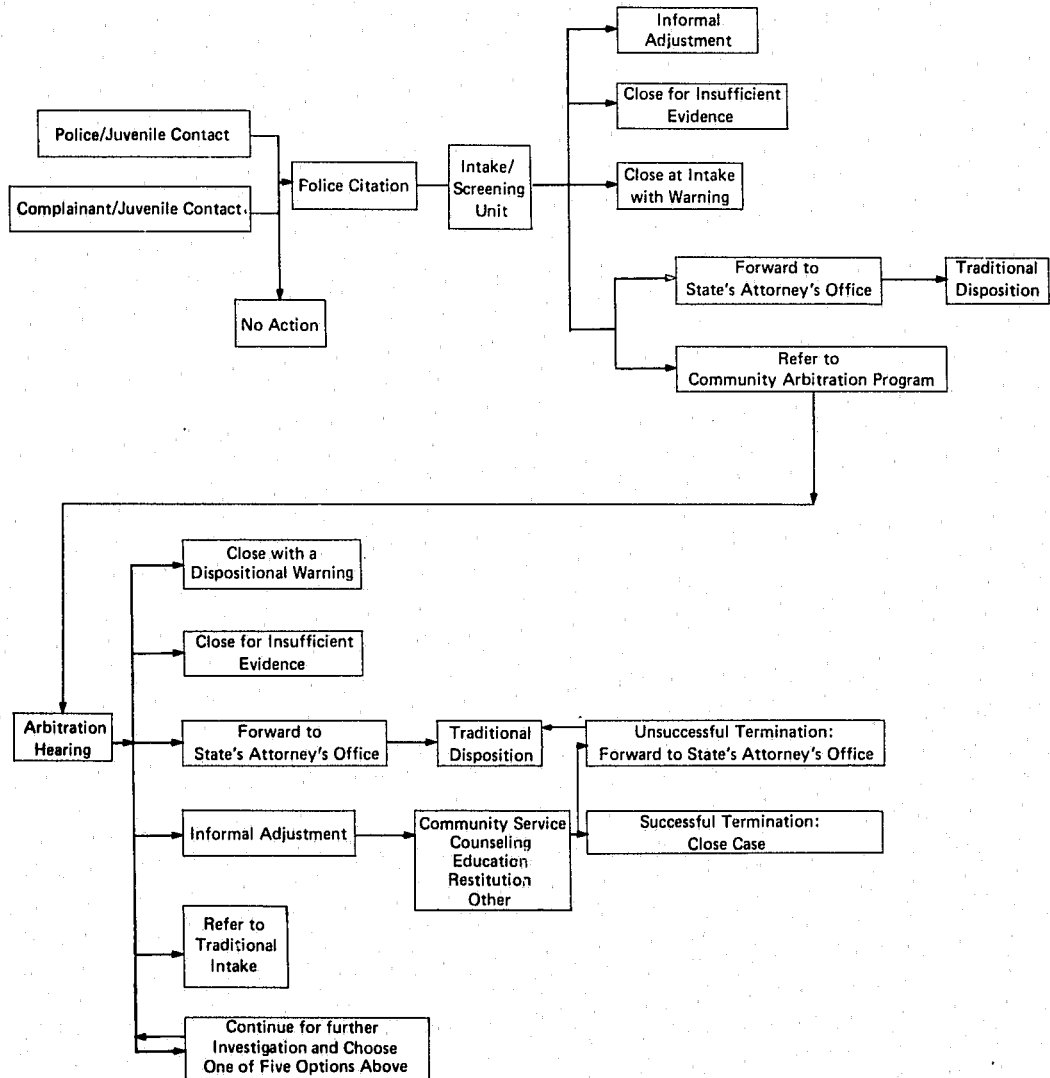 Informal
Adjustment
Close for Insufficient
Evidence
Police/Juvenile Contact
Complainant/Juvenile Contact
Folice Citation
Intake/
Screening
Unit
Close at Intake
with Warning
No Action
Forward to
State's Attorney's Office
Traditional
Disposition
Refer to
Community Arbitration Program
Close with a
Dispositional Warning
Close for Insufficient
Evidence
Arbitration
Hearing
Forward to
State's Attorney's Office
Traditional
Disposition
Unsuccessful Termination:
Forward to State's Attorney's Office
Informal Adjustment
Community Service
Counseling
Education
Restitution
Other
Successful Termination:
Close Case
Refer to
Traditional
Intake
Continue for further
Investigation and Choose
One of Five Options Above